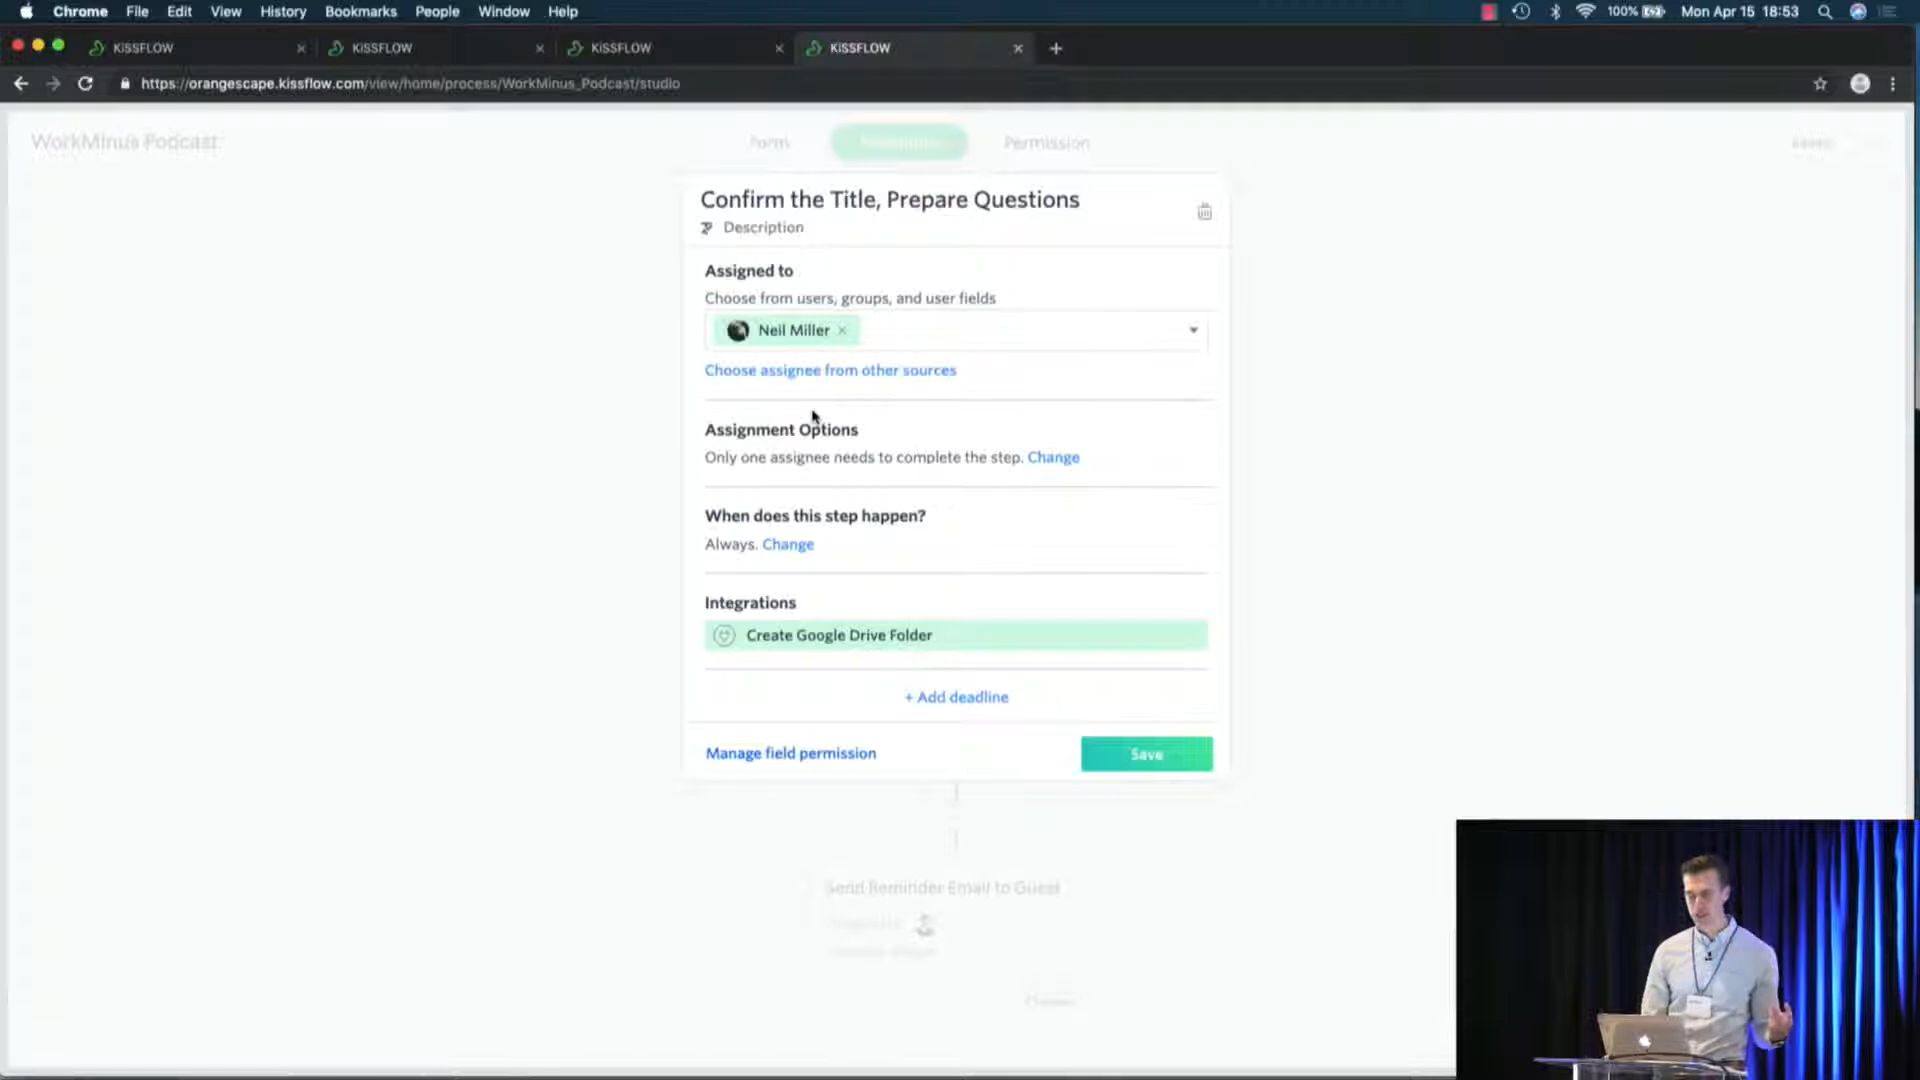 Chrome File Edit View History Bookmarks People Window Help 100% Mon Apr 15 18:53
KiSSFLOW KiSSFLOW KiSSFLOW KiSSFLOW
https://orangescape.kissflow.com/view/home/process/WorkMinus_Podcast/studio
WorkMinus Podcast Form Permission
Confirm the Title, Prepare Questions
Description
Assigned to
Choose from users, groups, and user fields
Neil Miller
Choose assignee from other sources
Assignment Options
Only one assignee needs to complete the step. Change
When does this step happen?
Always. Change
Integrations
Create Google Drive Folder
+ Add deadline
Manage field permission Save
Send Reminder Email to Guest